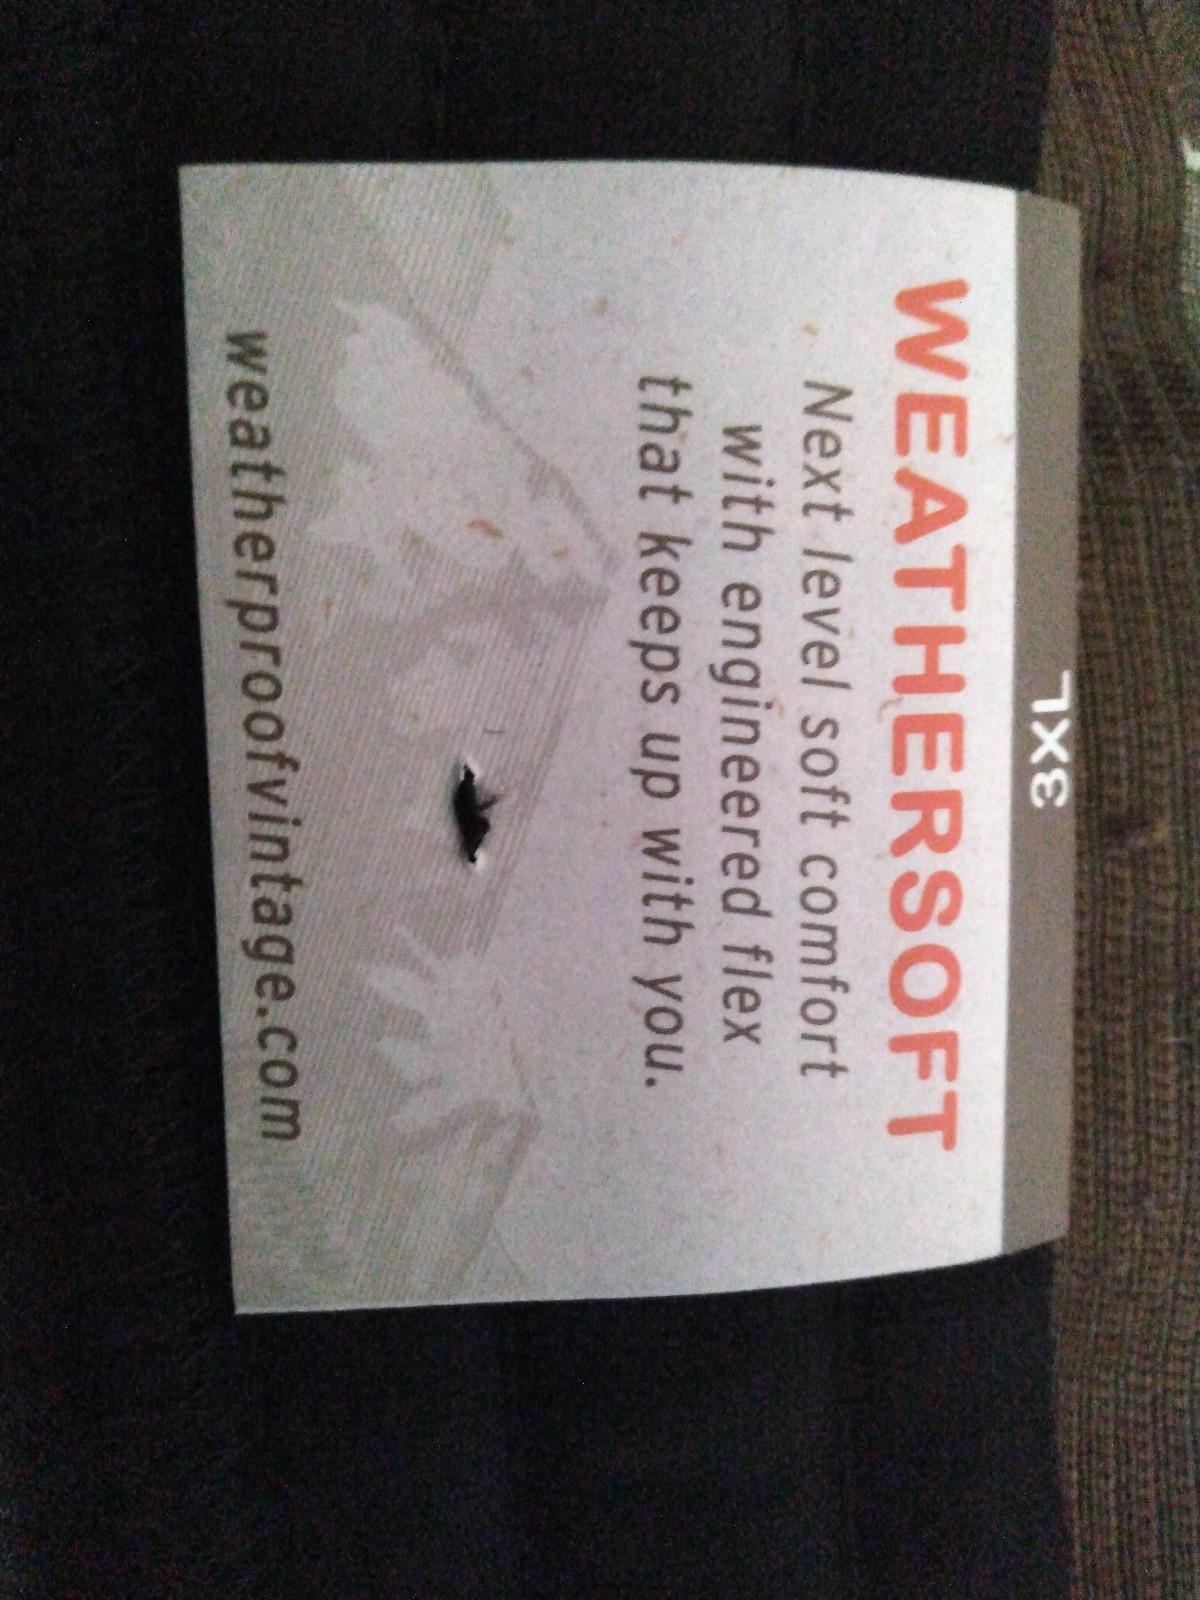 3XL
WEATHERSOFT
Next level soft comfort
with engineered flex
that keeps up with you.
weatherproofvintage.com